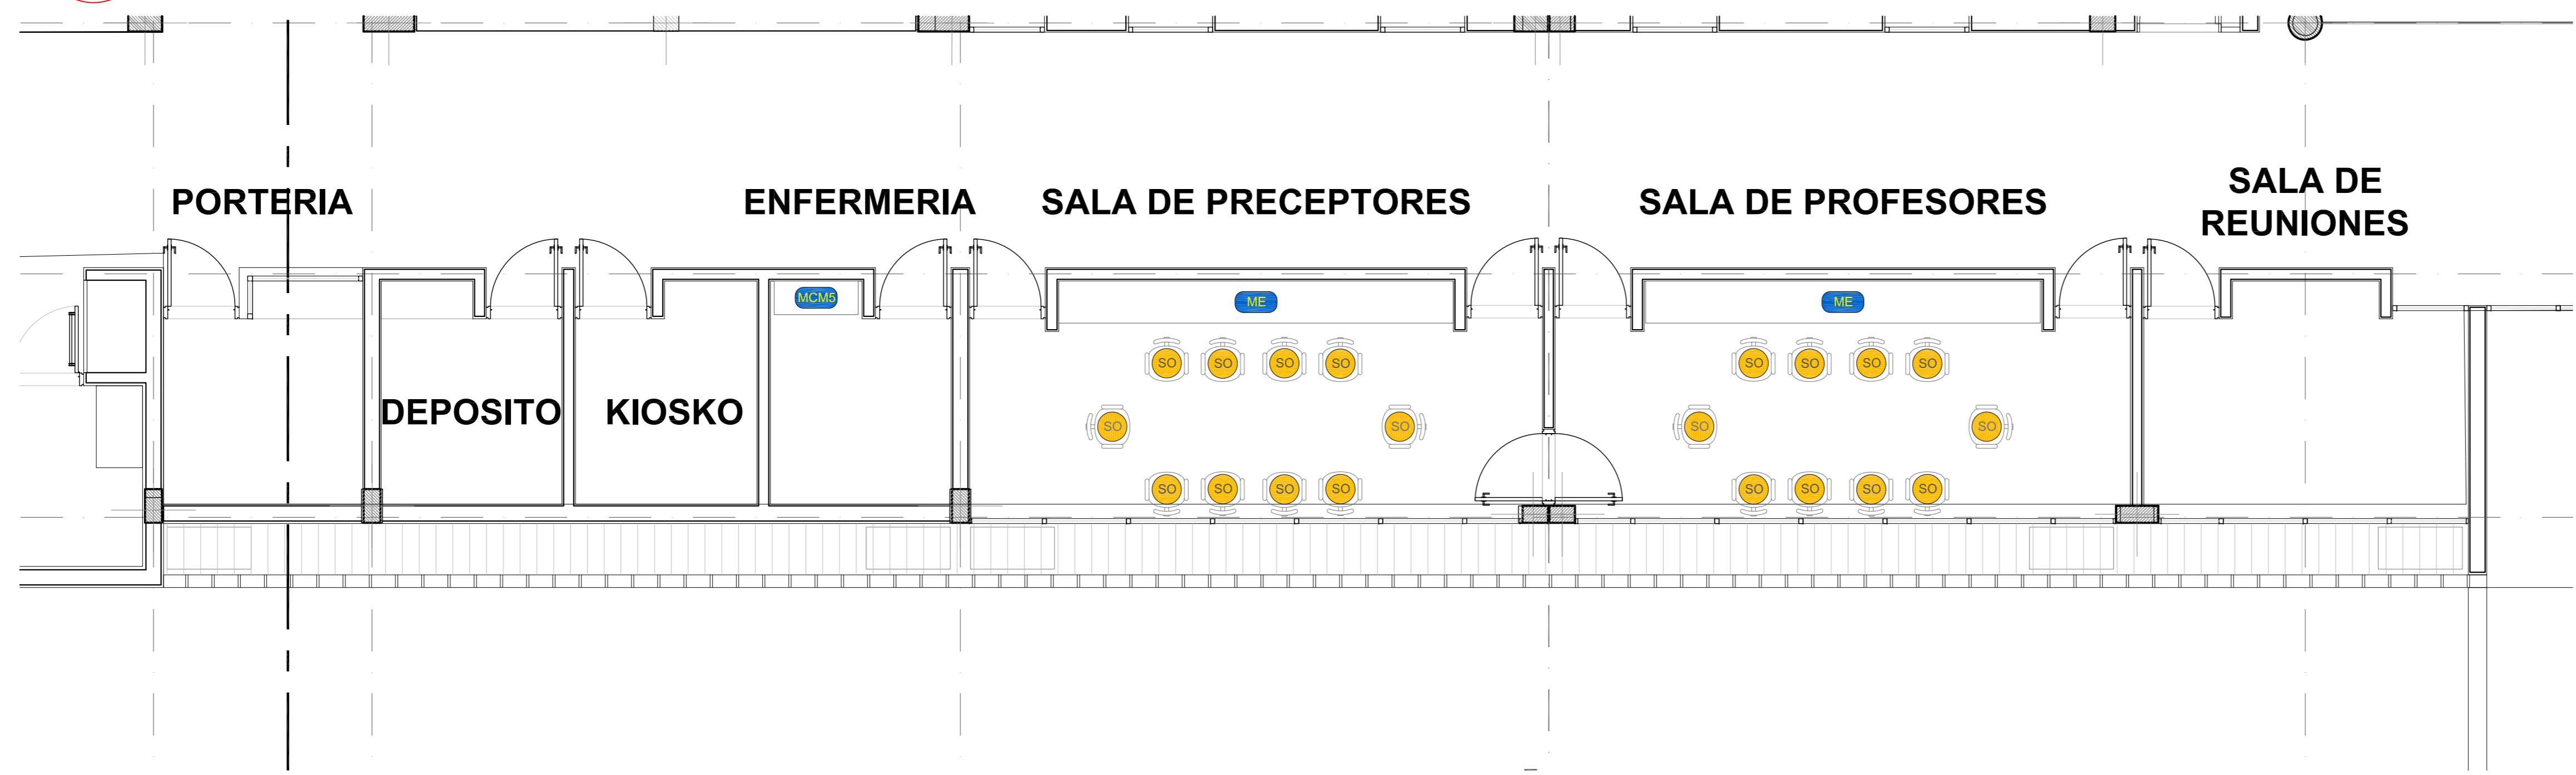 SALA DE
REUNIONES
PORTERIA
ENFERMERIA
SALA DE PRECEPTORES
SALA DE PROFESORES
MCM5
ME
ME
SO SO SO SO
SO SO SO SO
DEPOSITO
KIOSKO
SO SO
SO SO
SO SO SO SO
SO SO SO SO